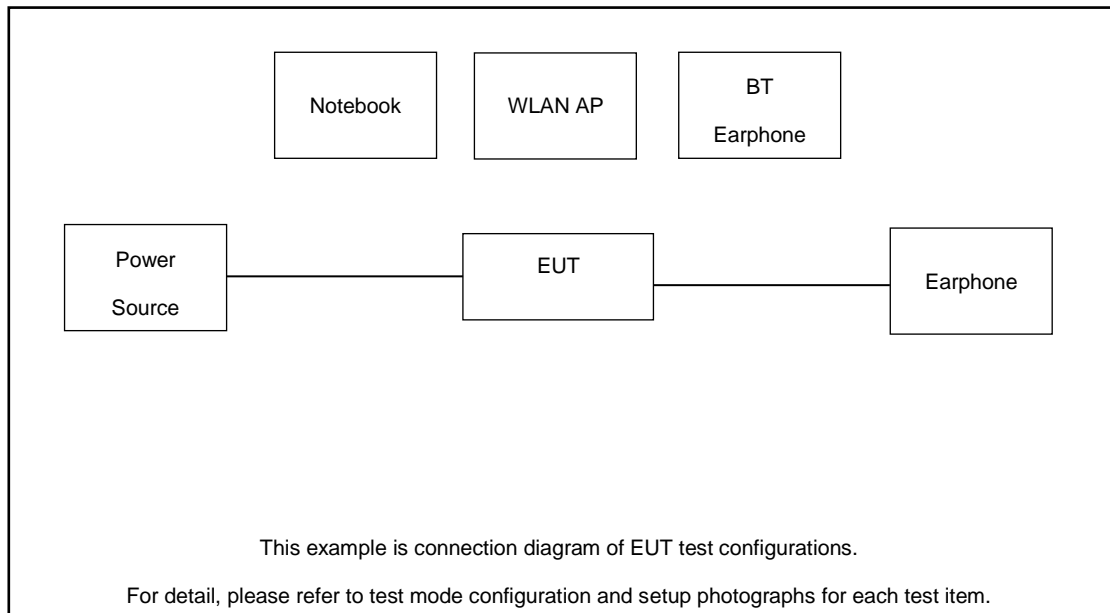 Notebook
WLAN AP
BT
Earphone
Power
Source
EUT
Earphone
This example is connection diagram of EUT test configurations.
For detail, please refer to test mode configuration and setup photographs for each test item.